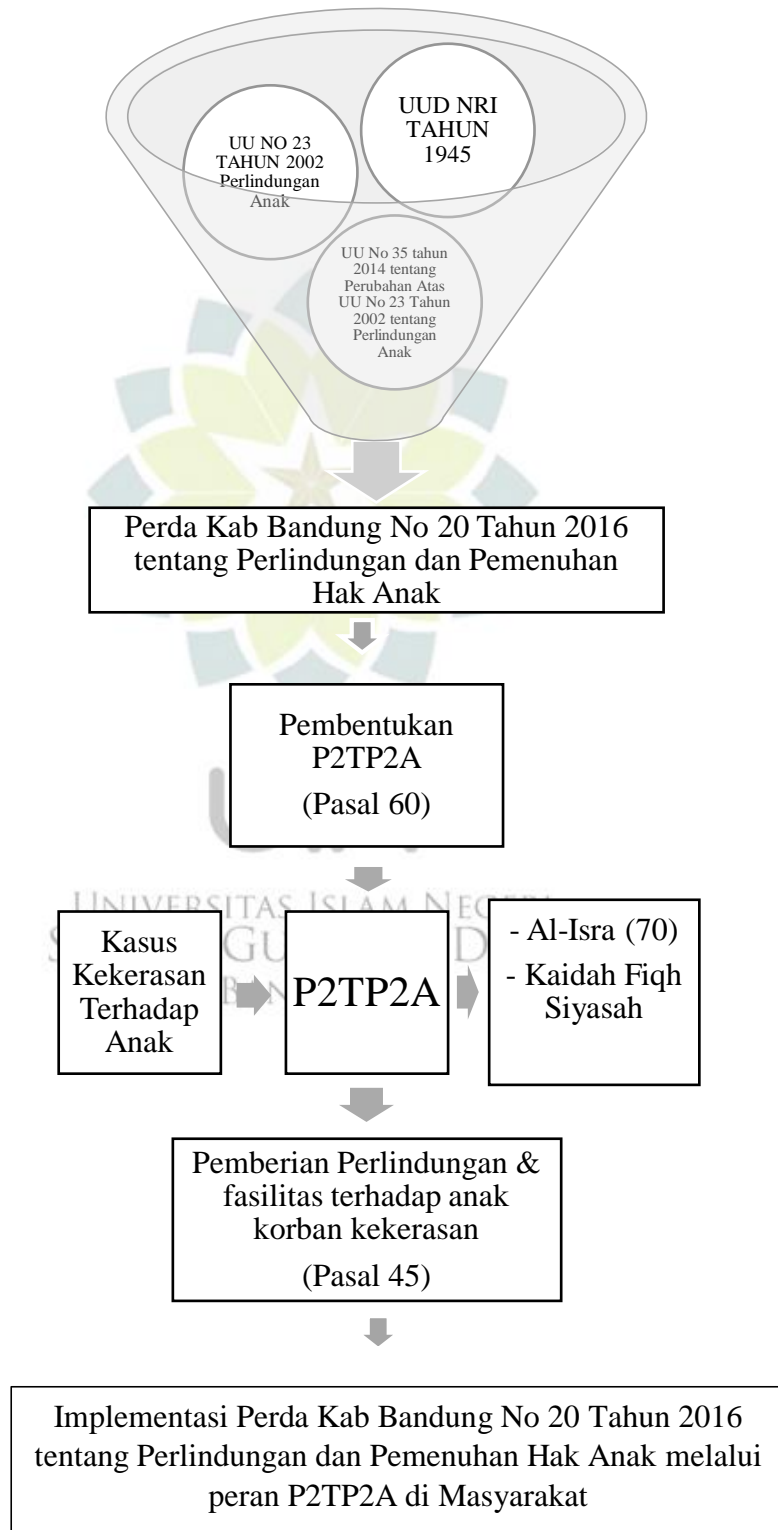 UUD NRI
TAHUN
1945
UU NO 23
TAHUN 2002
Perlindungan
Anak
UU No 35 tahun
2014 tentang
Perubahan Atas
UU No 23 Tahun
2002 tentang
Perlindungan
Anak
Perda Kab Bandung No 20 Tahun 2016
tentang Perlindungan dan Pemenuhan
Hak Anak
Pembentukan
P2TP2A
(Pasal 60)
UNIVERSITAS ISLAM
Kasus
Kekerasan
Terhadap
Anak
P2TP2A
- Al-Isra (70)
- Kaidah Fiqh
Siyasah
Pemberian Perlindungan &
fasilitas terhadap anak
korban kekerasan
(Pasal 45)
Implementasi Perda Kab Bandung No 20 Tahun 2016
tentang Perlindungan dan Pemenuhan Hak Anak melalui
peran P2TP2A di Masyarakat